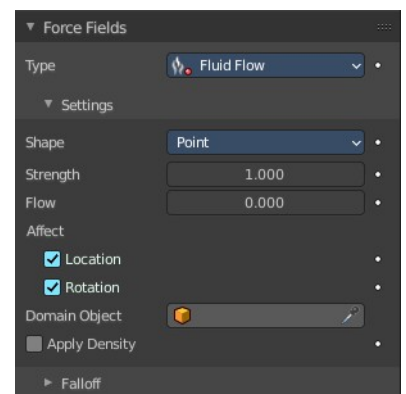 Force Fields
Type Fluid Flow
Settings
Shape Point
Strength 1.000
Flow 0.000
Affect
Location
Rotation
Domain Object
Apply Density
Falloff